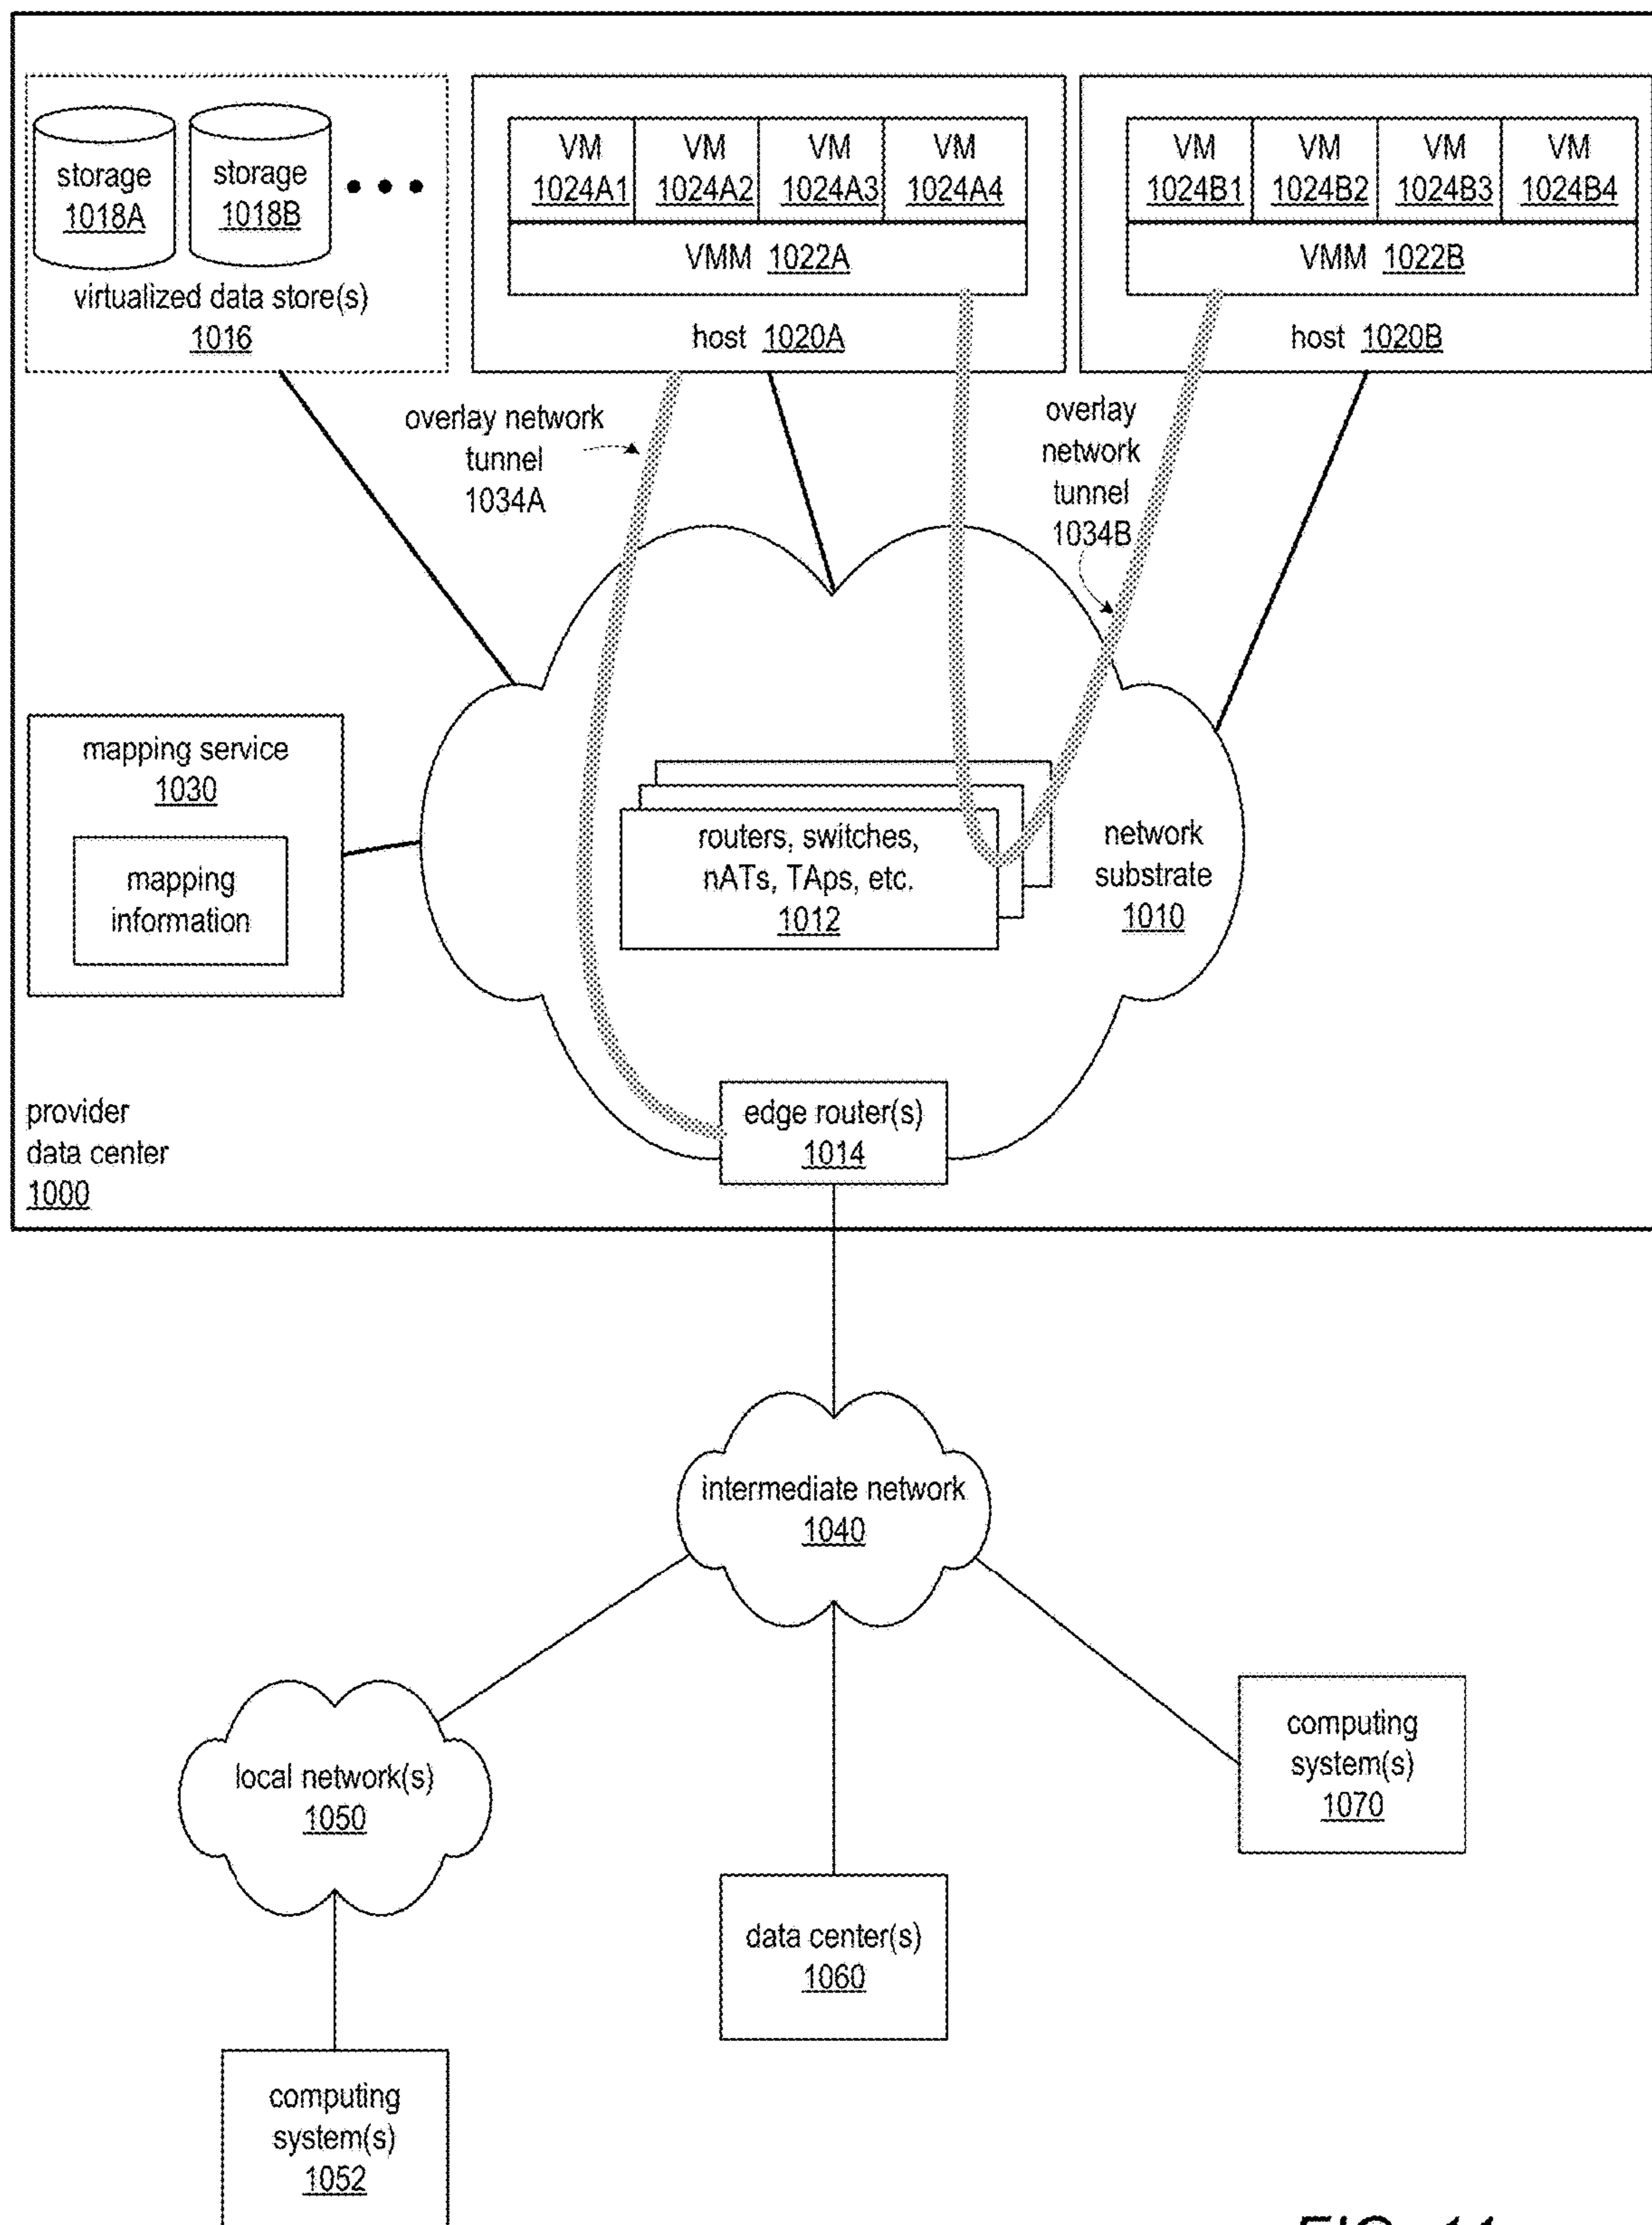 storage
1018A
storage
1018B
virtualized data store(s)
1016
VM
1024A1
VM
1024A2
VM
1024A3
VM
1024A4
VMM 1022A
host 1020A
VM
1024B1
VM
1024B2
VM
1024B3
VM
1024B4
VMM 1022B
host 1020B
overlay network
tunnel
1034A
overlay
network
tunnel
1034B
mapping service
1030
mapping
information
routers, switches,
nATs, TAps, etc.
1012
network
substrate
1010
provider
data center
1000
edge router(s)
1014
intermediate network
1040
local network(s)
1050
computing
system(s)
1070
data center(s)
1060
computing
system(s)
1052